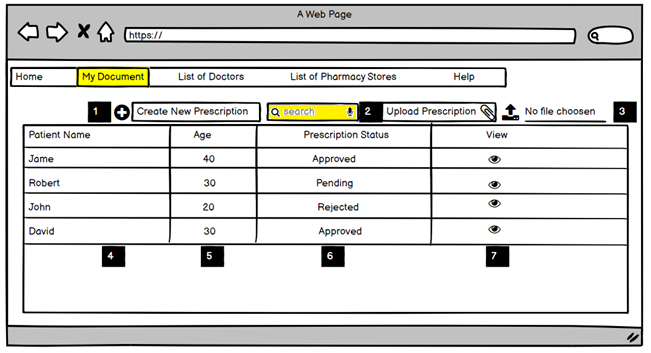 A Web Page
https://
Home My Document List of Doctors List of Pharmacy Stores Help
1 Create New Prescription search 2 Upload Prescription No file choosen 3
Patient Name Age Prescription Status View
Jame 40 Approved
Robert 30 Pending
John 20 Rejected
David 30 Approved
4 5 6 7